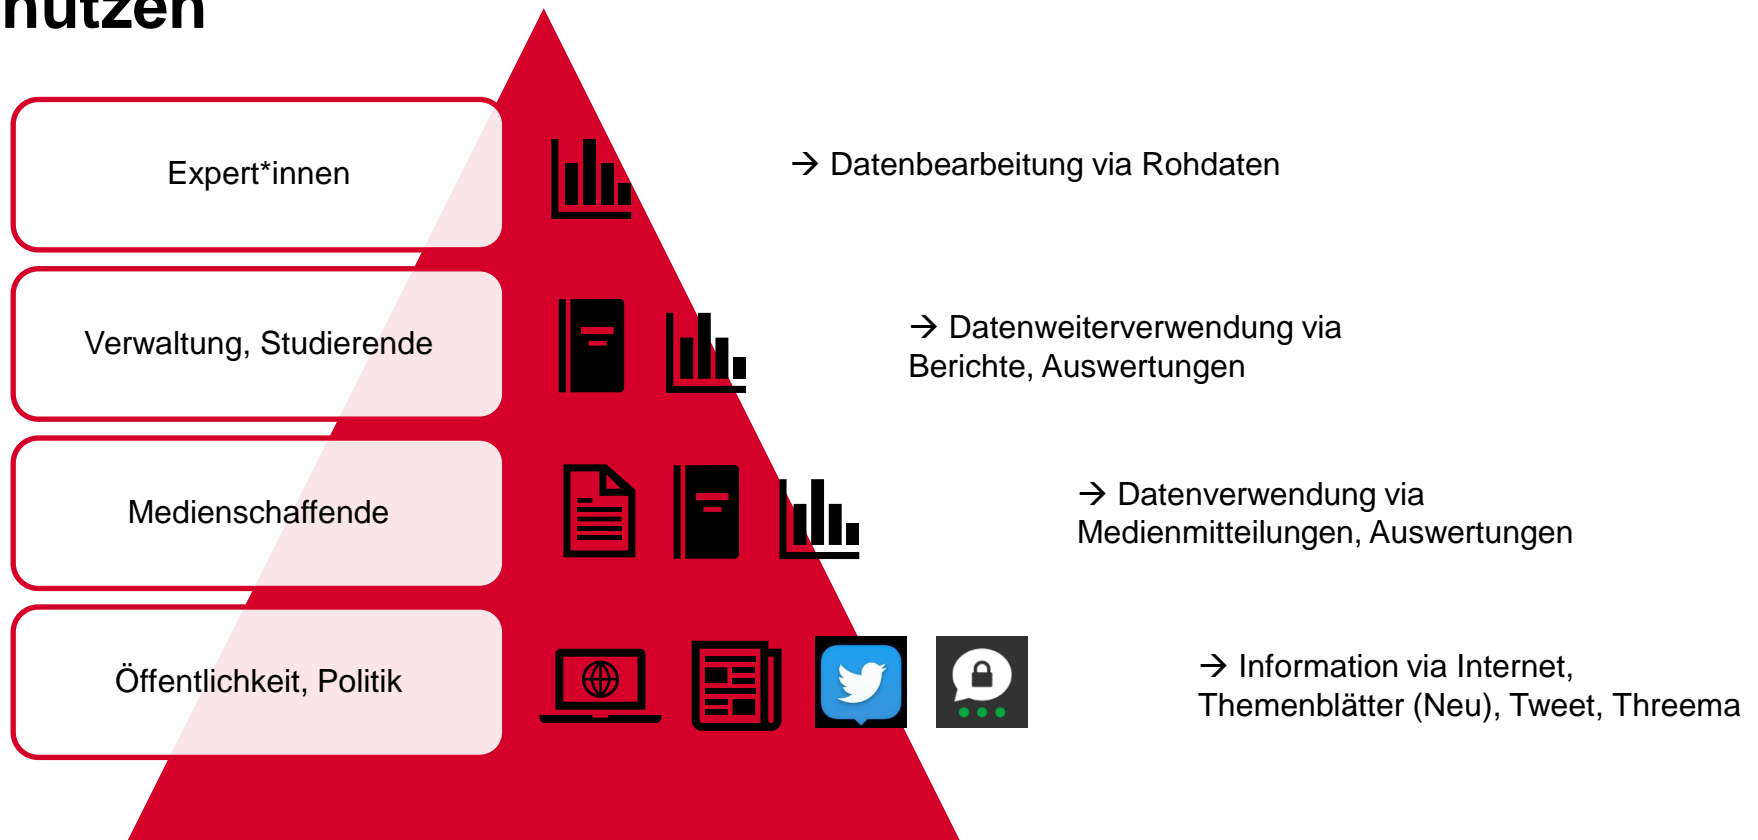 nutzen
Expert*innen
→ Datenbearbeitung via Rohdaten
Verwaltung, Studierende
→ Datenweiterverwendung via
Berichte, Auswertungen
Medienschaffende
→ Datenverwendung via
Medienmitteilungen, Auswertungen
Öffentlichkeit, Politik
→ Information via Internet,
Themenblätter (Neu), Tweet, Threema